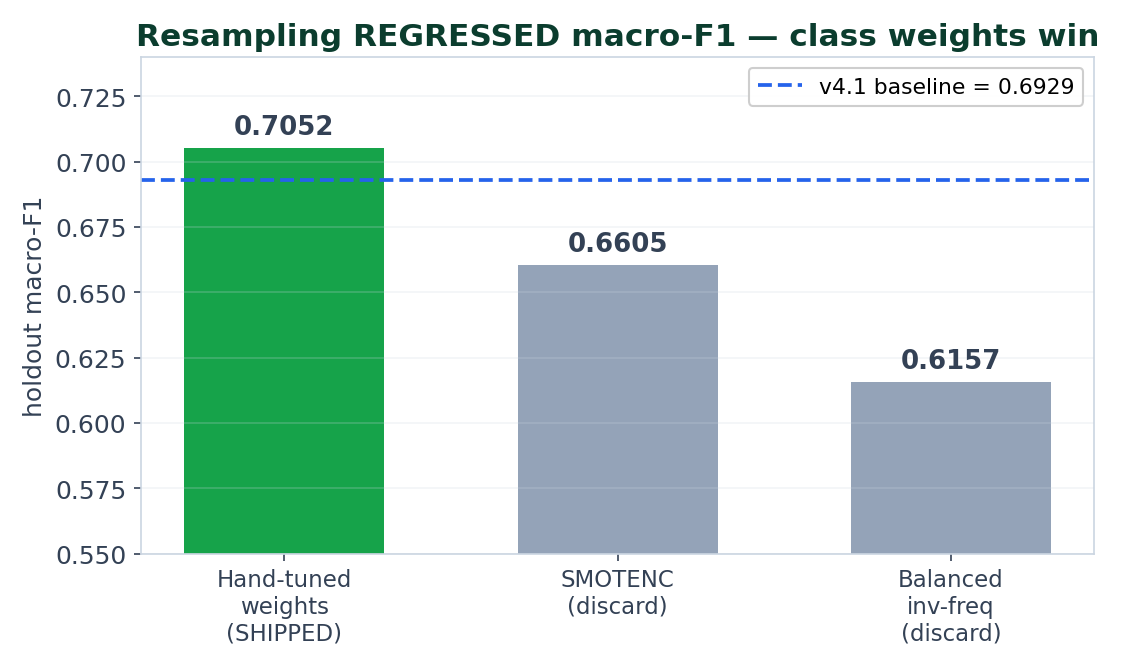 Resampling REGRESSED macro-F1 — class weights win
v4.1 baseline = 0.6929
holdout macro-F1
0.725
0.700
0.675
0.650
0.625
0.600
0.575
0.550
0.7052
0.6605
0.6157
Hand-tuned
weights
(SHIPPED)
SMOTENC
(discard)
Balanced
inv-freq
(discard)